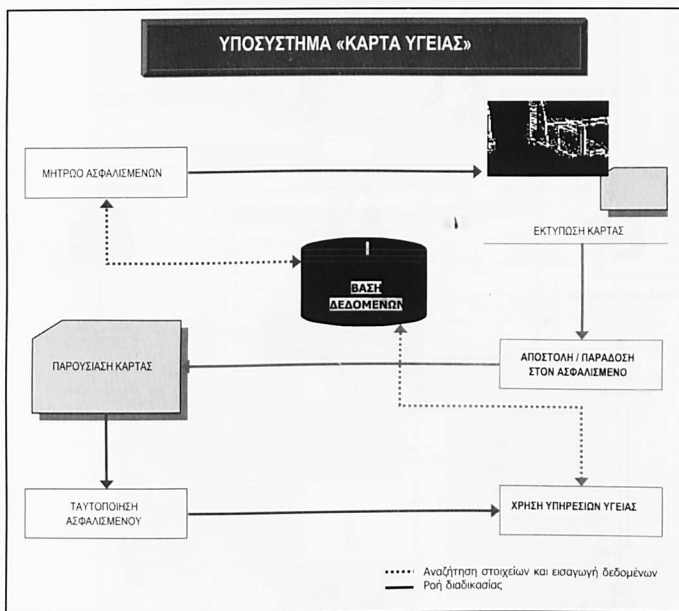 ΥΠΟΣΥΣΤΗΜΑ «ΚΑΡΤΑ ΥΓΕΙΑΣ»
ΜΗΤΡΩΟ ΑΣΦΑΛΙΣΜΕΝΩΝ
ΕΚΤΥΠΩΣΗ ΚΑΡΤΑΣ
ΒΑΣΗ
ΔΕΔΟΜΕΝΩΝ
ΠΑΡΟΥΣΙΑΣΗ ΚΑΡΤΑΣ
ΑΠΟΣΤΟΛΗ / ΠΑΡΑΔΟΣΗ
ΣΤΟΝ ΑΣΦΑΛΙΣΜΕΝΟ
ΤΑΥΤΟΠΟΙΗΣΗ
ΑΣΦΑΛΙΣΜΕΝΟΥ
ΧΡΗΣΗ ΥΠΗΡΕΣΙΩΝ ΥΓΕΙΑΣ
Αναζήτηση στοιχείων και εισαγωγή δεδομένων
Ροή διαδικασίας